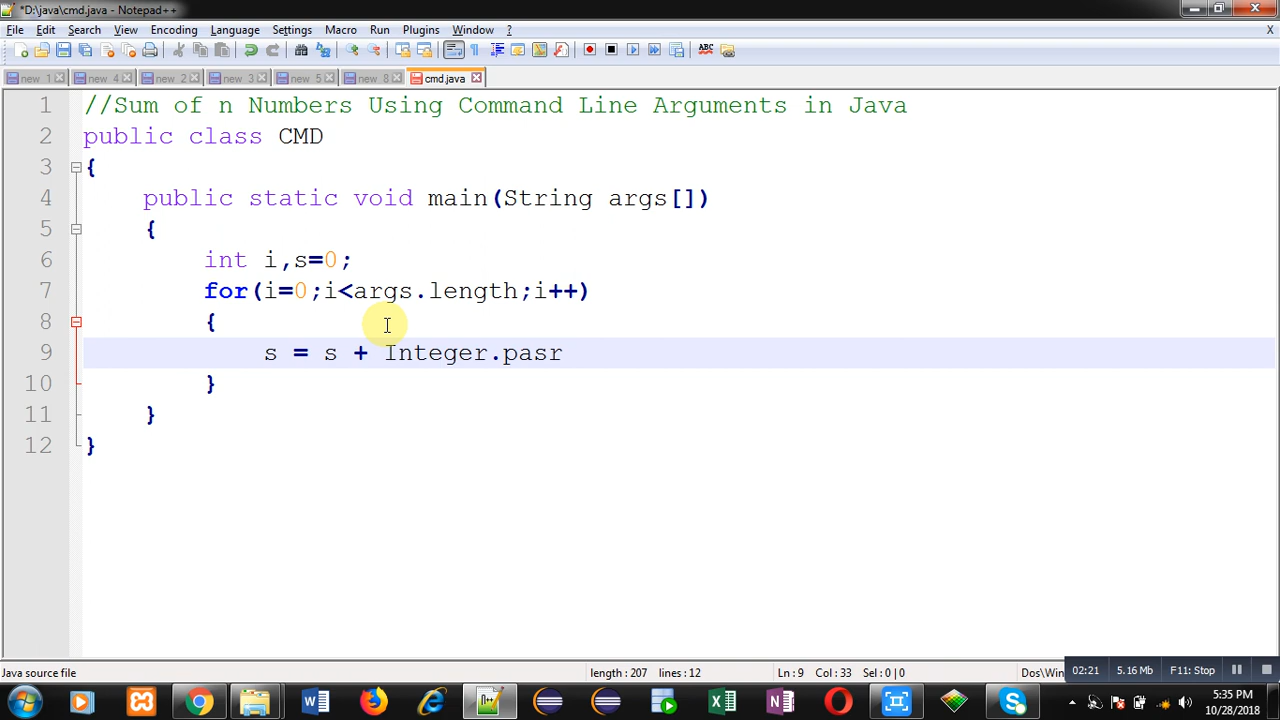 *D:\java\cmd.java - Notepad++
File Edit Search View Encoding Language Settings Macro Run Plugins Window ? X
new 1 new 4 new 2 new 3 new 5 new 8 cmd.java
1 //Sum of n Numbers Using Command Line Arguments in Java
2 public class CMD
3 {
4 public static void main(String args[])
5 {
6 int i,s=0;
7 for(i=0;i<args.length;i++)
8 {
9 s = s + Integer.pasr
10 }
11 }
12 }
Java source file length : 207 lines : 12 Ln : 9 Col : 33 Sel : 0 | 0 Dos\Win
02:21 5.16 Mb F11: Stop
5:35 PM
10/28/2018